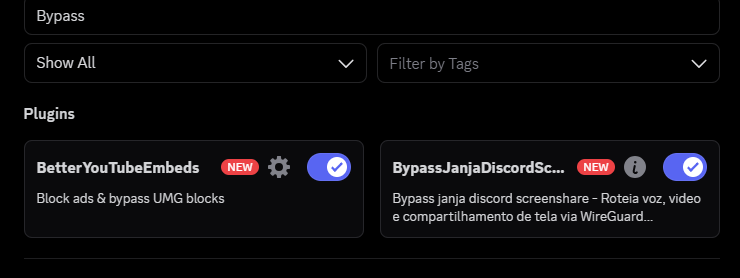 Bypass
Show All
Filter by Tags
Plugins
BetterYouTubeEmbeds NEW
Block ads & bypass UMG blocks
BypassJanjaDiscordSc... NEW
Bypass janja discord screenshare - Roteia voz, video
e compartilhamento de tela via WireGuard...